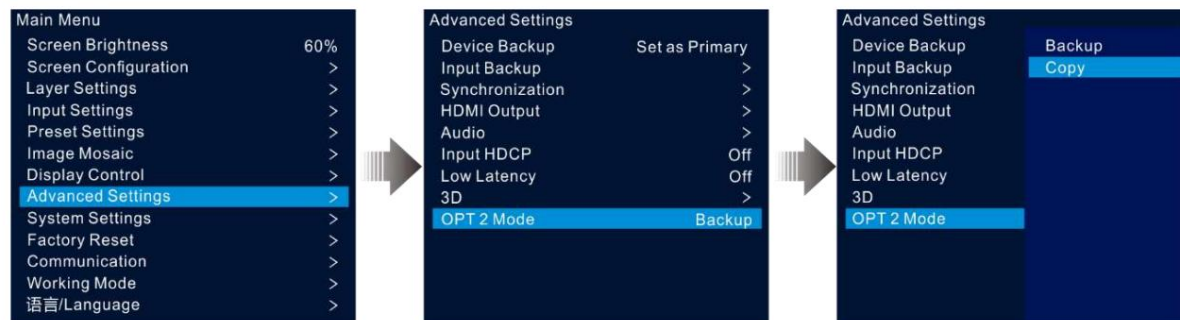 Main Menu
Screen Brightness 60%
Screen Configuration >
Layer Settings >
Input Settings >
Preset Settings >
Image Mosaic >
Display Control >
Advanced Settings >
System Settings >
Factory Reset >
Communication >
Working Mode >
语言/Language >
Advanced Settings
Device Backup Set as Primary
Input Backup >
Synchronization >
HDMI Output >
Audio >
Input HDCP Off
Low Latency Off
3D >
OPT 2 Mode Backup
Advanced Settings
Device Backup Backup
Input Backup Copy
Synchronization
HDMI Output
Audio
Input HDCP
Low Latency
3D
OPT 2 Mode